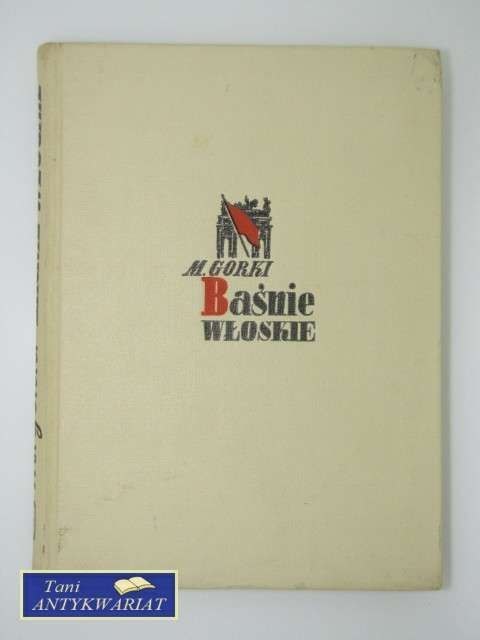 M. GORKI
Baśnie
WŁOSKIE
Tani
ANTYKWARIAT